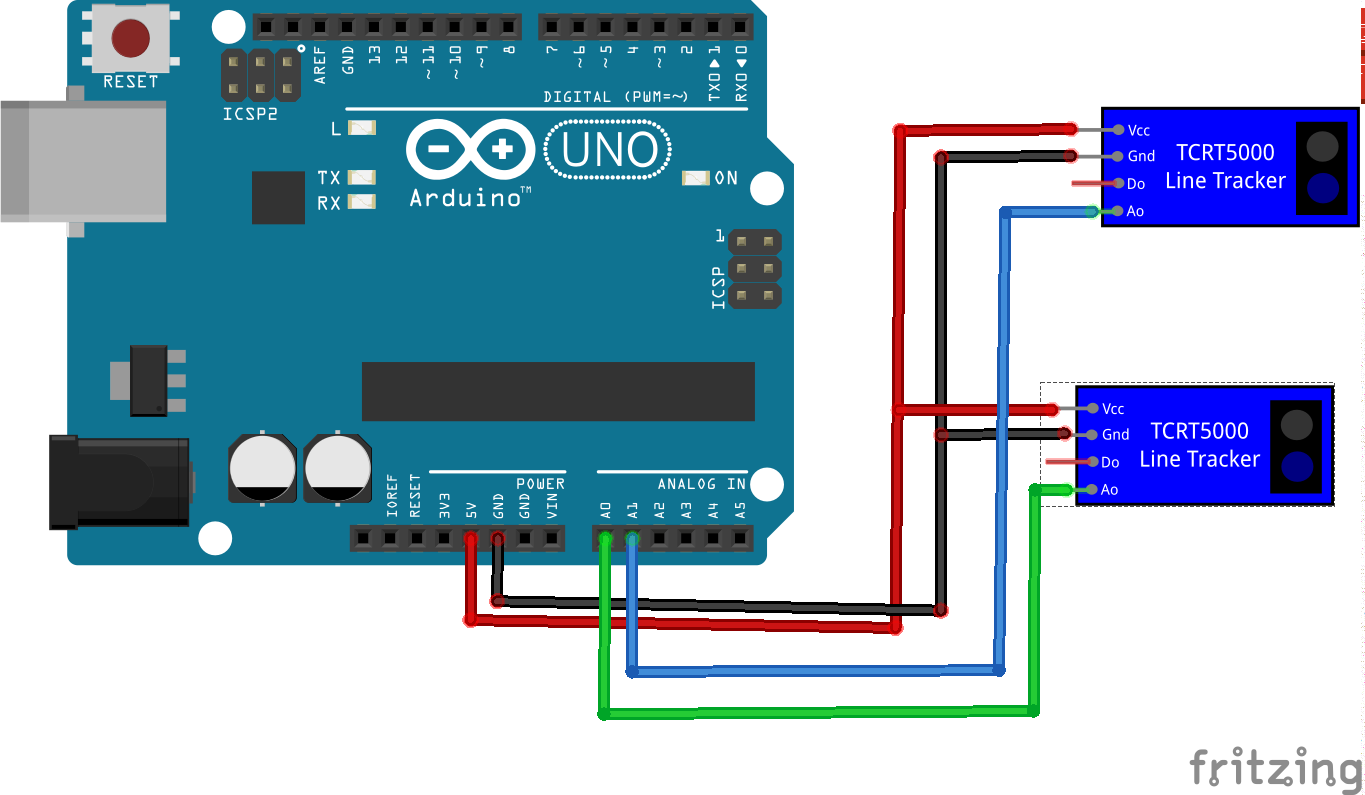 RESET
ICSP2
AREF
GND
13
12
~11
~10
~9
8
7
~6
~5
4
~3
2
TX0▶1
RX0◀0
DIGITAL (PWM=~)
L
TX
RX
UNO
Arduino™
ON
1
ICSP
IOREF
RESET
3V3
5V
GND
GND
VIN
POWER
ANALOG IN
A0
A1
A2
A3
A4
A5
Vcc
Gnd
Do
Ao
TCRT5000
Line Tracker
Vcc
Gnd
Do
Ao
TCRT5000
Line Tracker
fritzing